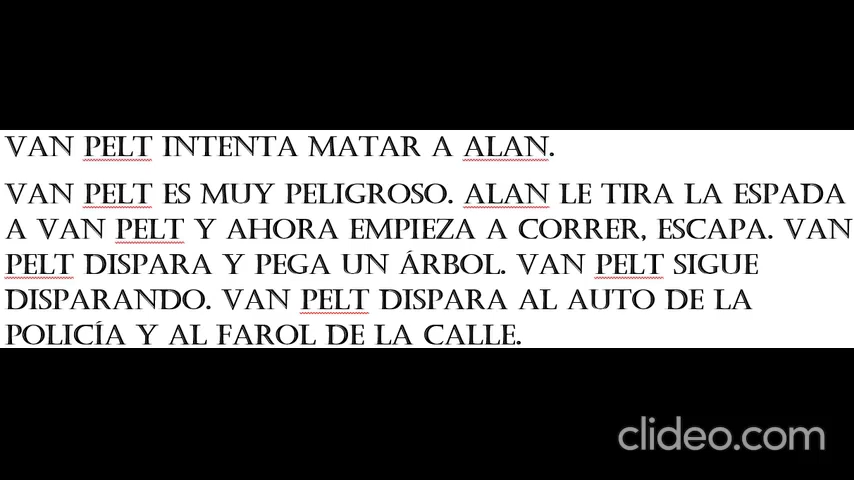 VAN PELT INTENTA MATAR A ALAN.
VAN PELT ES MUY PELIGROSO. ALAN LE TIRA LA ESPADA
A VAN PELT Y AHORA EMPIEZA A CORRER, ESCAPA. VAN
PELT DISPARA Y PEGA UN ÁRBOL. VAN PELT SIGUE
DISPARANDO. VAN PELT DISPARA AL AUTO DE LA
POLICÍA Y AL FAROL DE LA CALLE.
clideo.com